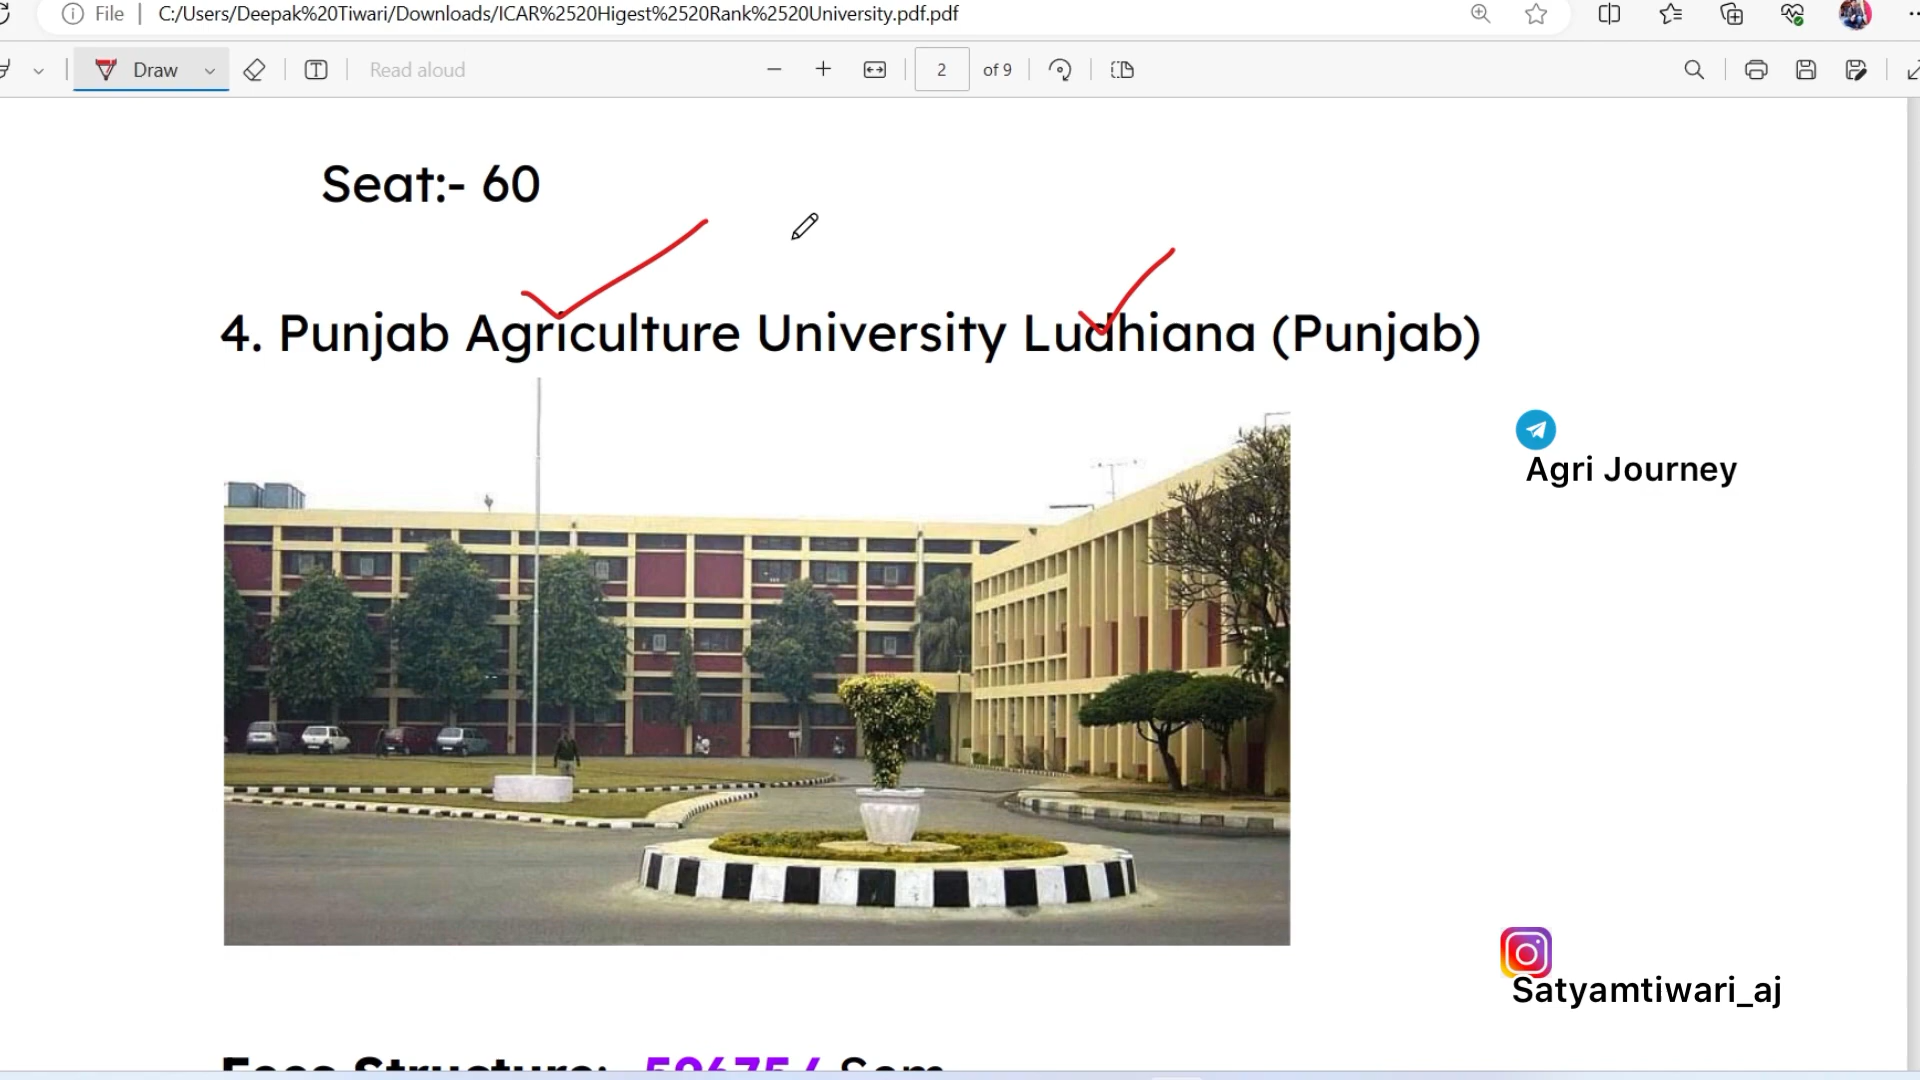 File
C:/Users/Deepak%20Tiwari/Downloads/ICAR%2520Higest%2520Rank%2520University.pdf.pdf
Draw
Read aloud
2 of 9
Seat:- 60
4. Punjab Agriculture University Ludhiana (Punjab)
Agri Journey
Satyamtiwari_aj